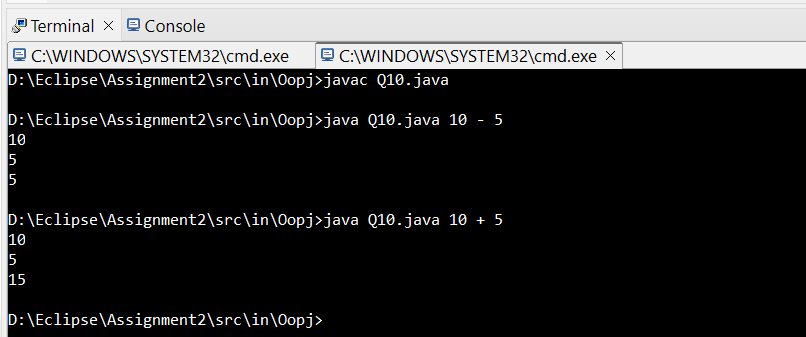 Terminal Console
C:\WINDOWS\SYSTEM32\cmd.exe C:\WINDOWS\SYSTEM32\cmd.exe
D:\Eclipse\Assignment2\src\in\Oopj>javac Q10.java
D:\Eclipse\Assignment2\src\in\Oopj>java Q10.java 10 - 5
10
5
5
D:\Eclipse\Assignment2\src\in\Oopj>java Q10.java 10 + 5
10
5
15
D:\Eclipse\Assignment2\src\in\Oopj>